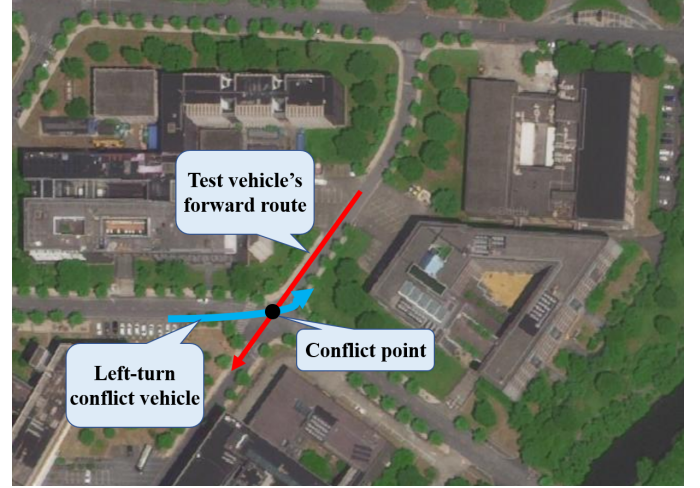 Test vehicle's
forward route
Conflict point
Left-turn
conflict vehicle